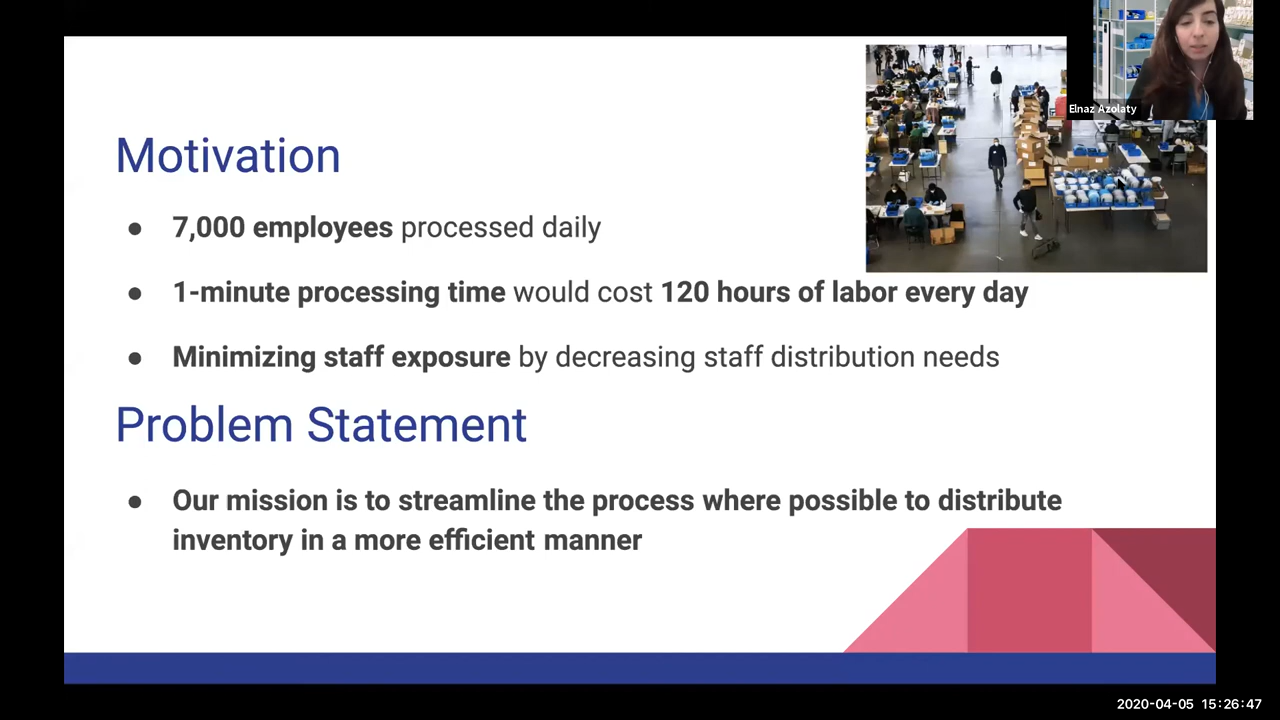 Elnaz Azolaty
Motivation
● 7,000 employees processed daily
● 1-minute processing time would cost 120 hours of labor every day
● Minimizing staff exposure by decreasing staff distribution needs
Problem Statement
● Our mission is to streamline the process where possible to distribute
inventory in a more efficient manner
2020-04-05 15:26:47